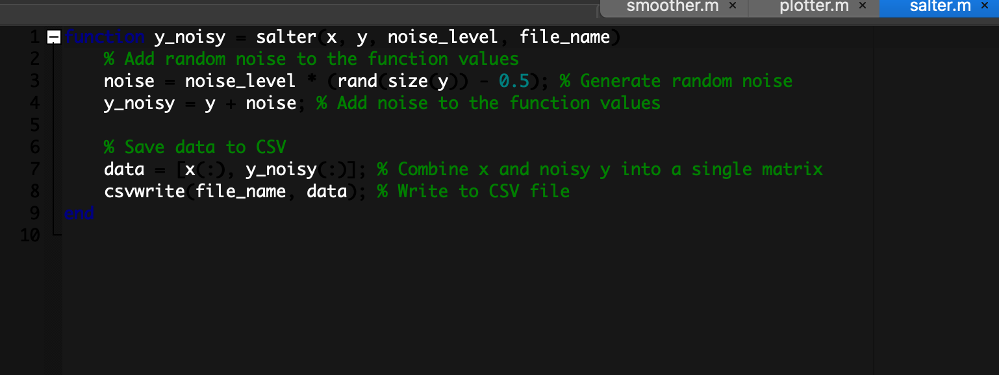 smoother.m × plotter.m × salter.m ×
1 function y_noisy = salter(x, y, noise_level, file_name)
2 % Add random noise to the function values
3 noise = noise_level * (rand(size(y)) - 0.5); % Generate random noise
4 y_noisy = y + noise; % Add noise to the function values
5
6 % Save data to CSV
7 data = [x(:), y_noisy(:)]; % Combine x and noisy y into a single matrix
8 csvwrite(file_name, data); % Write to CSV file
9 end
10